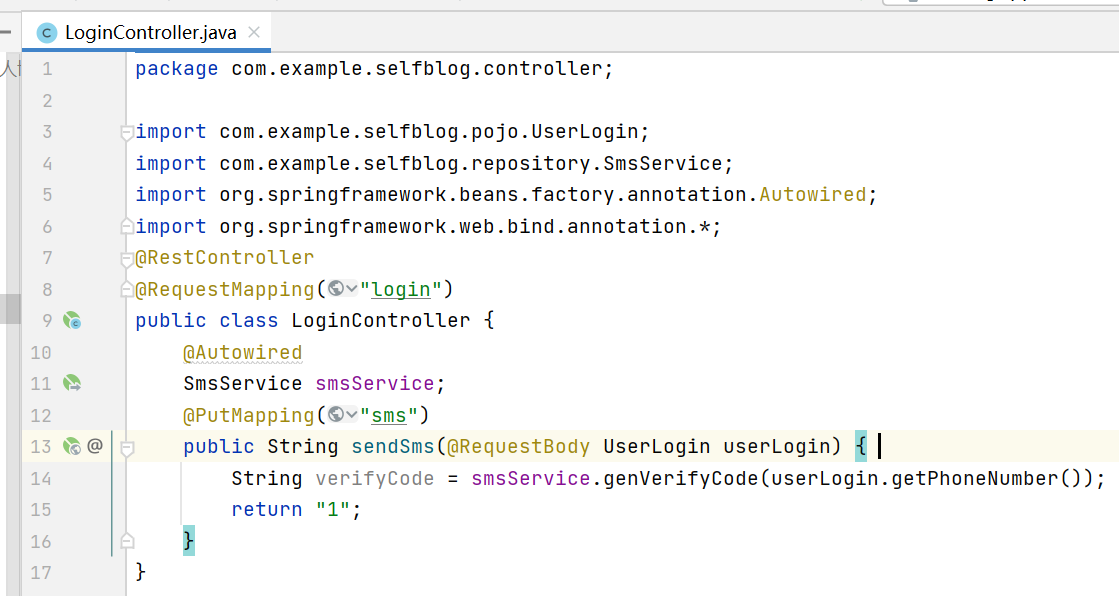 LoginController.java
1 package com.example.selfblog.controller;
2
3 import com.example.selfblog.pojo.UserLogin;
4 import com.example.selfblog.repository.SmsService;
5 import org.springframework.beans.factory.annotation.Autowired;
6 import org.springframework.web.bind.annotation.*;
7 @RestController
8 @RequestMapping("login")
9 public class LoginController {
10 @Autowired
11 SmsService smsService;
12 @PutMapping("sms")
13 @ public String sendSms(@RequestBody UserLogin userLogin) {
14 String verifyCode = smsService.genVerifyCode(userLogin.getPhoneNumber());
15 return "1";
16 }
17 }